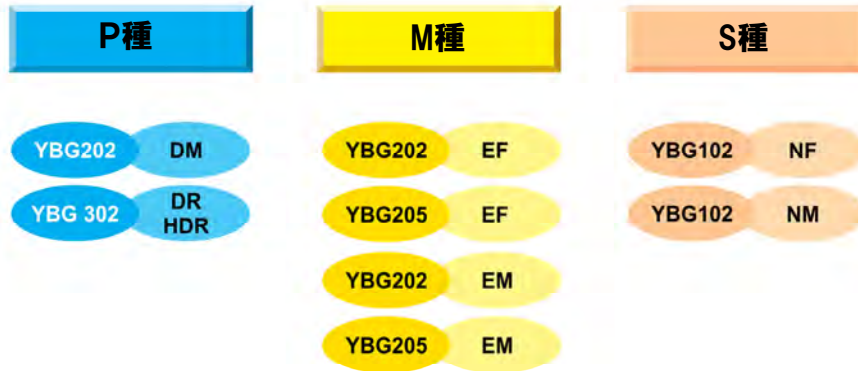 P種
M種
S種
YBG202 DM
YBG 302 DR
HDR
YBG202 EF
YBG205 EF
YBG202 EM
YBG205 EM
YBG102 NF
YBG102 NM